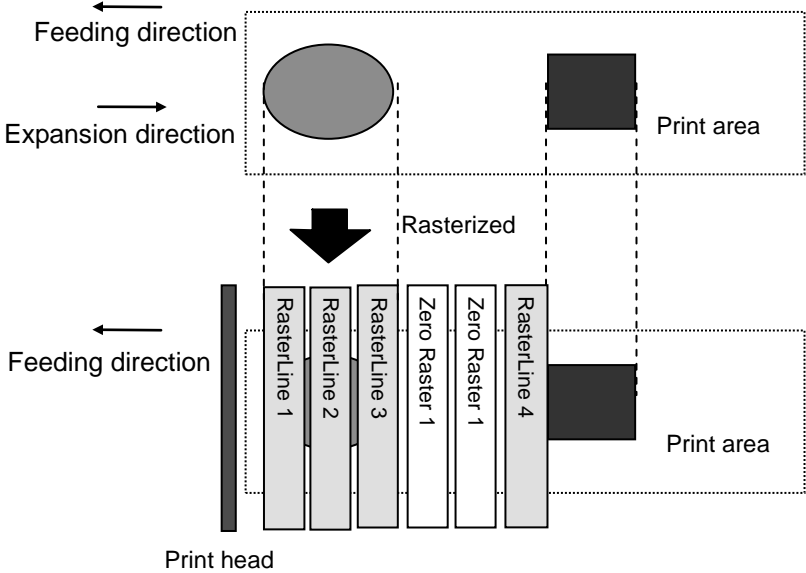 Feeding direction
Expansion direction
Print area
Rasterized
Feeding direction
RasterLine 1
RasterLine 2
RasterLine 3
Zero Raster 1
Zero Raster 1
RasterLine 4
Print area
Print head